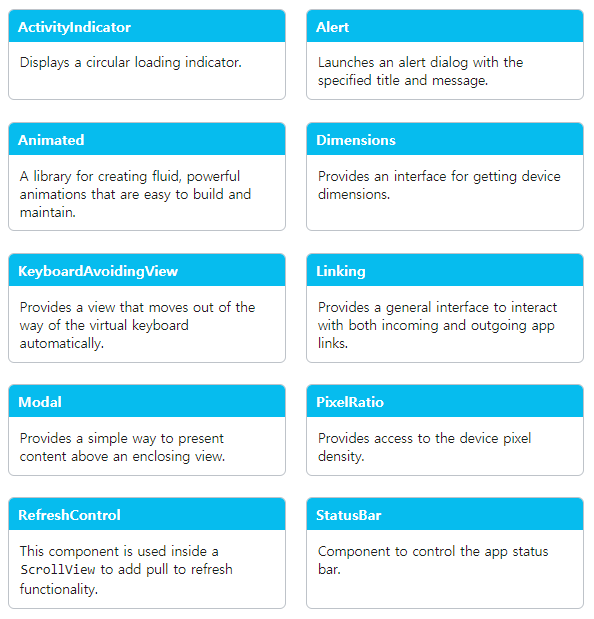 ActivityIndicator
Displays a circular loading indicator.
Alert
Launches an alert dialog with the
specified title and message.
Animated
A library for creating fluid, powerful
animations that are easy to build and
maintain.
Dimensions
Provides an interface for getting device
dimensions.
KeyboardAvoidingView
Provides a view that moves out of the
way of the virtual keyboard
automatically.
Linking
Provides a general interface to interact
with both incoming and outgoing app
links.
Modal
Provides a simple way to present
content above an enclosing view.
PixelRatio
Provides access to the device pixel
density.
RefreshControl
This component is used inside a
ScrollView to add pull to refresh
functionality.
StatusBar
Component to control the app status
bar.